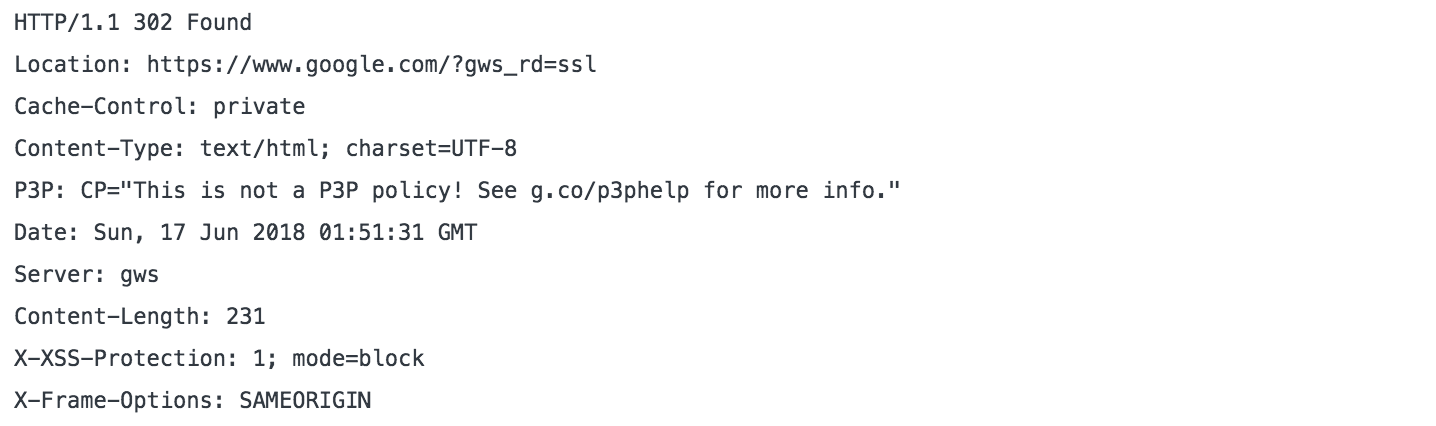 HTTP/1.1 302 Found
Location: https://www.google.com/?gws_rd=ssl
Cache-Control: private
Content-Type: text/html; charset=UTF-8
P3P: CP="This is not a P3P policy! See g.co/p3phelp for more info."
Date: Sun, 17 Jun 2018 01:51:31 GMT
Server: gws
Content-Length: 231
X-XSS-Protection: 1; mode=block
X-Frame-Options: SAMEORIGIN